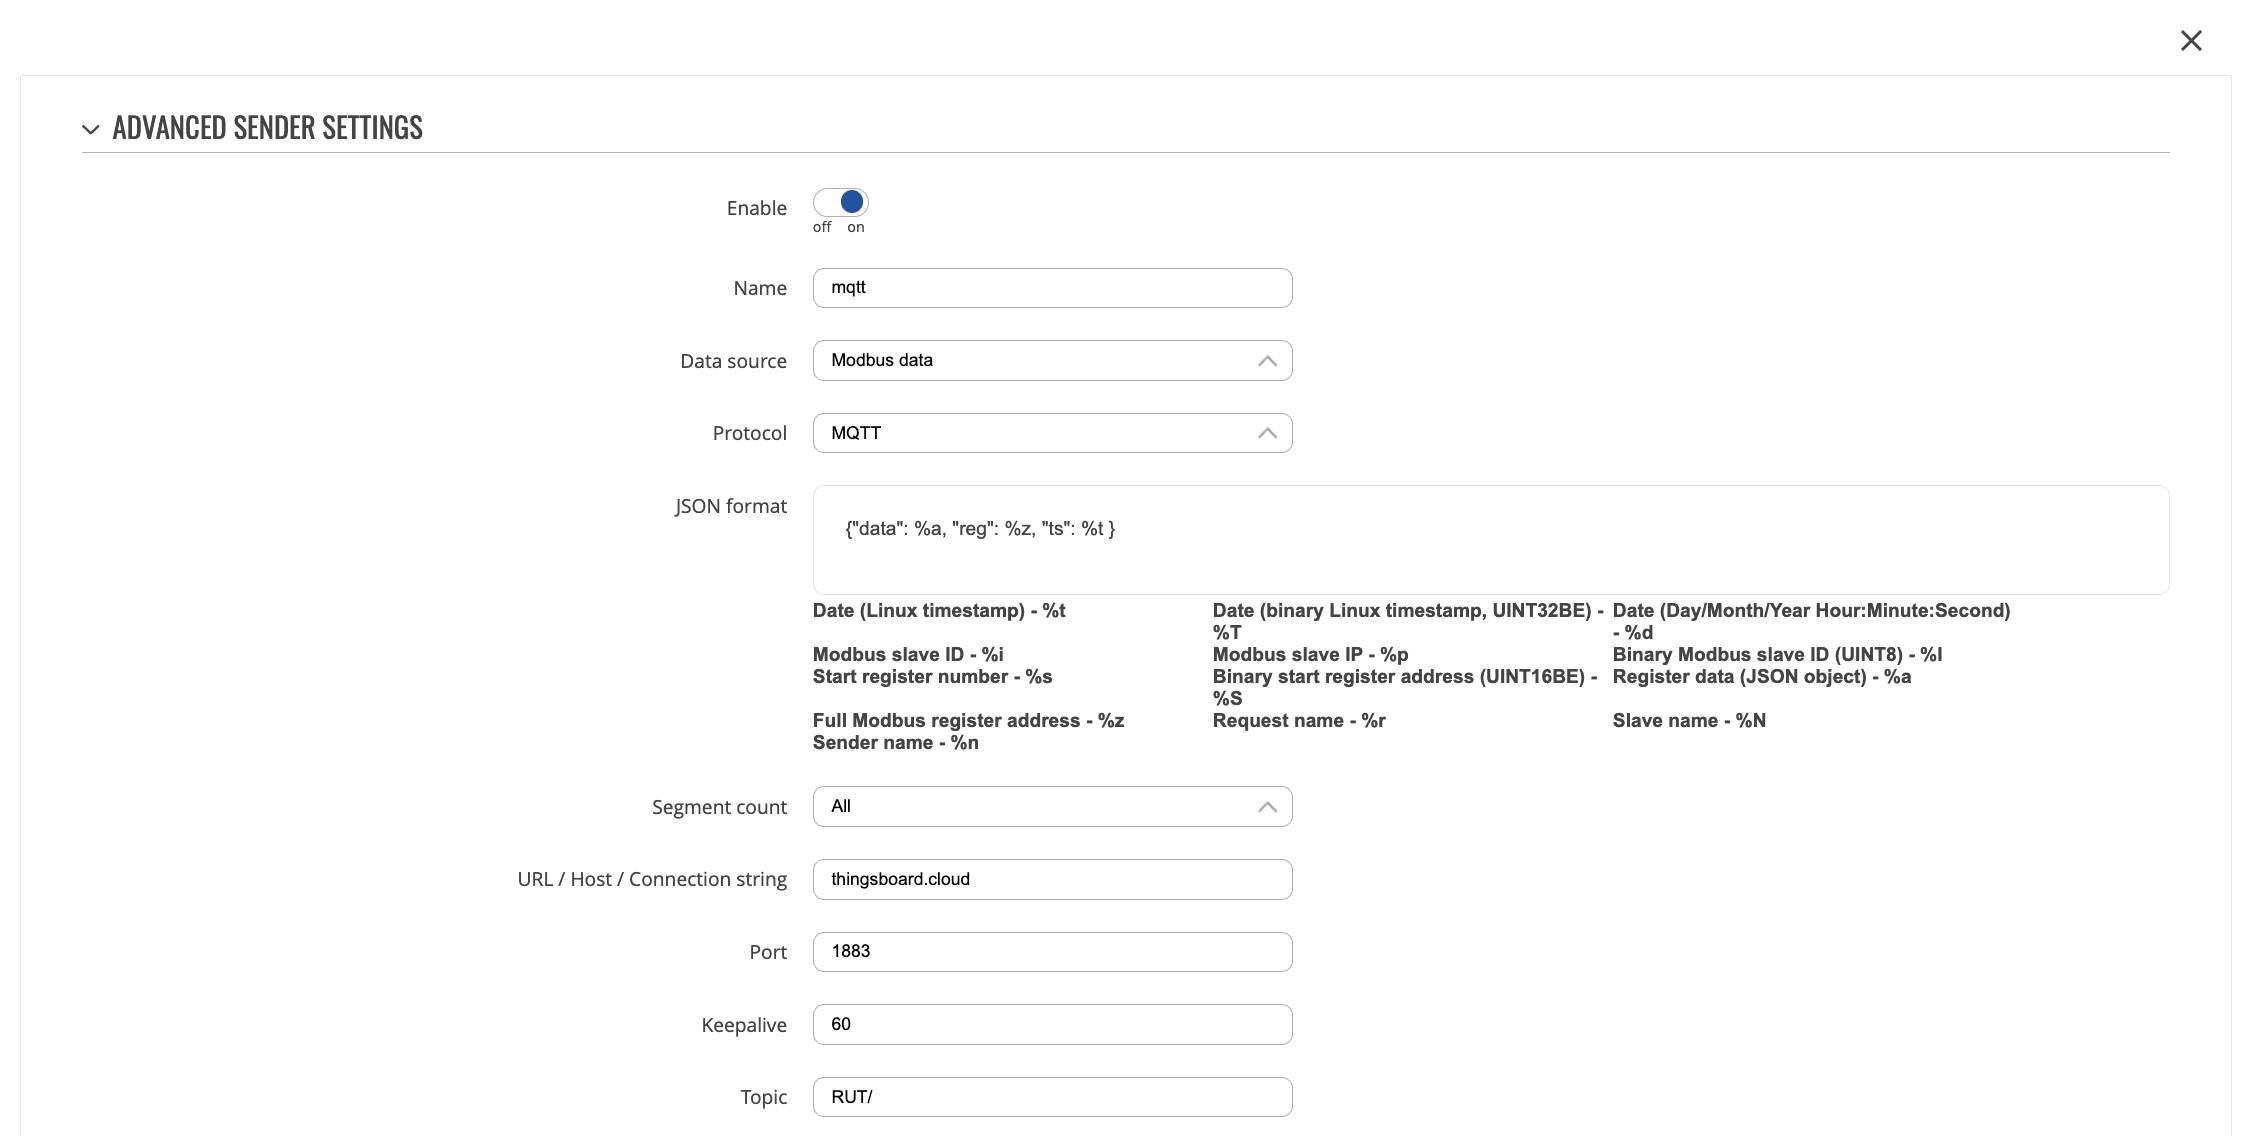 ADVANCED SENDER SETTINGS
Enable
off on
Name mqtt
Data source Modbus data
Protocol MQTT
JSON format {"data": %a, "reg": %z, "ts": %t }
Date (Linux timestamp) - %t
Date (binary Linux timestamp, UINT32BE) -
%T
Date (Day/Month/Year Hour:Minute:Second)
- %d
Modbus slave ID - %i
Modbus slave IP - %p
Binary Modbus slave ID (UINT8) - %I
Start register number - %s
Binary start register address (UINT16BE) -
%S
Register data (JSON object) - %a
Full Modbus register address - %z
Request name - %r
Slave name - %N
Sender name - %n
Segment count All
URL / Host / Connection string thingsboard.cloud
Port 1883
Keepalive 60
Topic RUT/